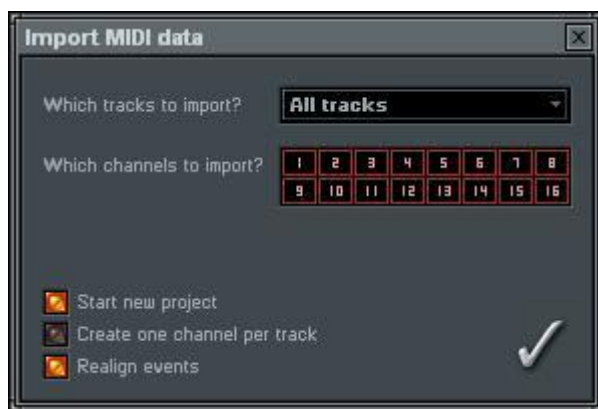 Import MIDI data
Which tracks to import? All tracks
Which channels to import? 1 2 3 4 5 6 7 8
9 10 11 12 13 14 15 16
Start new project
Create one channel per track
Realign events